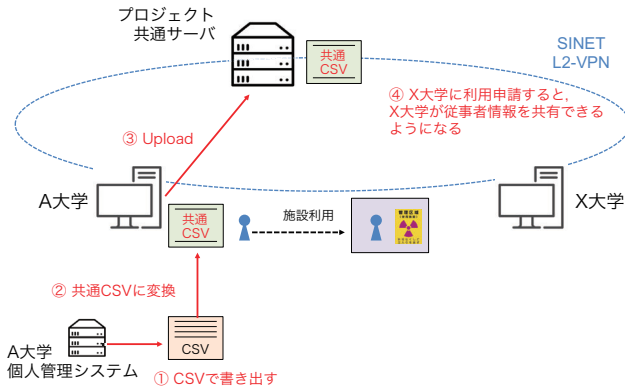 プロジェクト
共通サーバ
共通
CSV
SINET
L2-VPN
④ X大学に利用申請すると,
X大学が従事者情報を共有できる
ようになる
③ Upload
A大学
X大学
共通
CSV
施設利用
管理区域
② 共通CSVに変換
A大学
個人管理システム
CSV
① CSVで書き出す